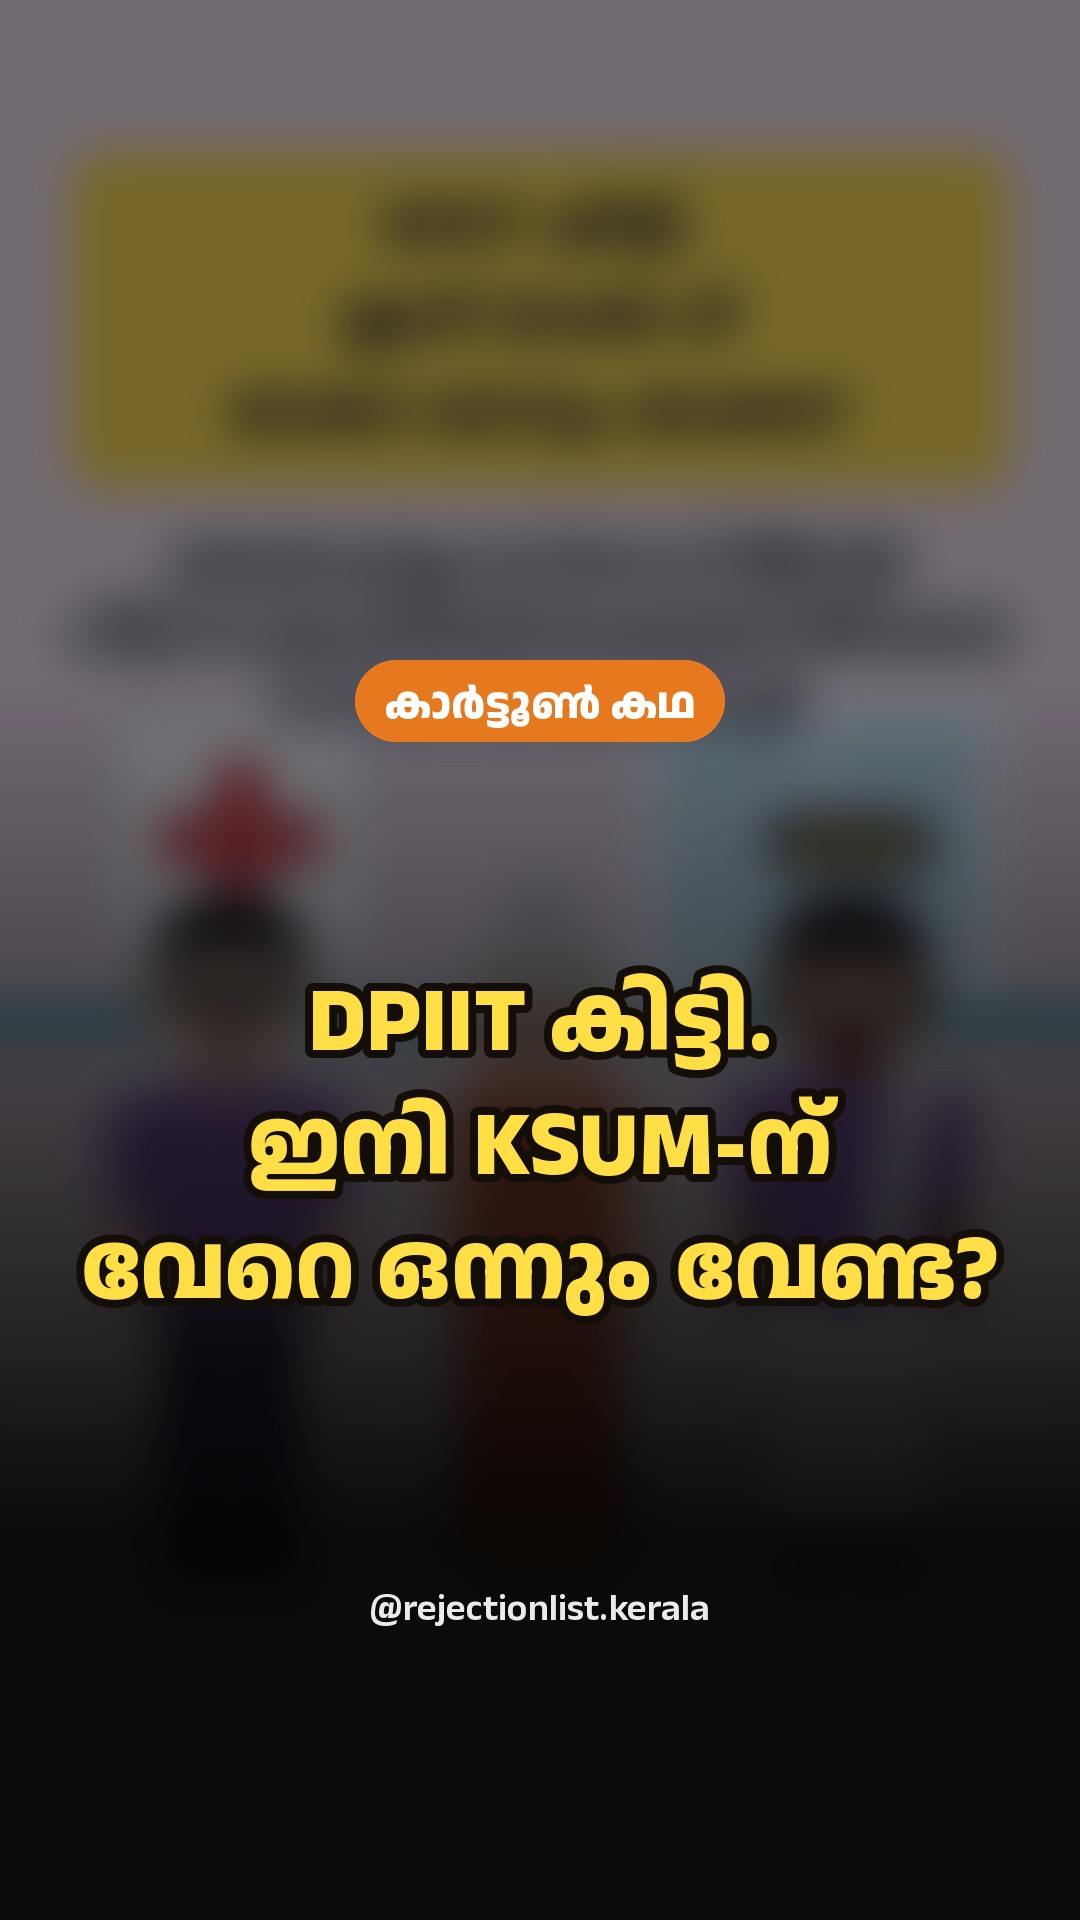 കാർട്ടൂൺ കഥ
DPIIT കിട്ടി.
ഇനി KSUM-ന്
വേറെ ഒന്നും വേണ്ട?
@rejectionlist.kerala